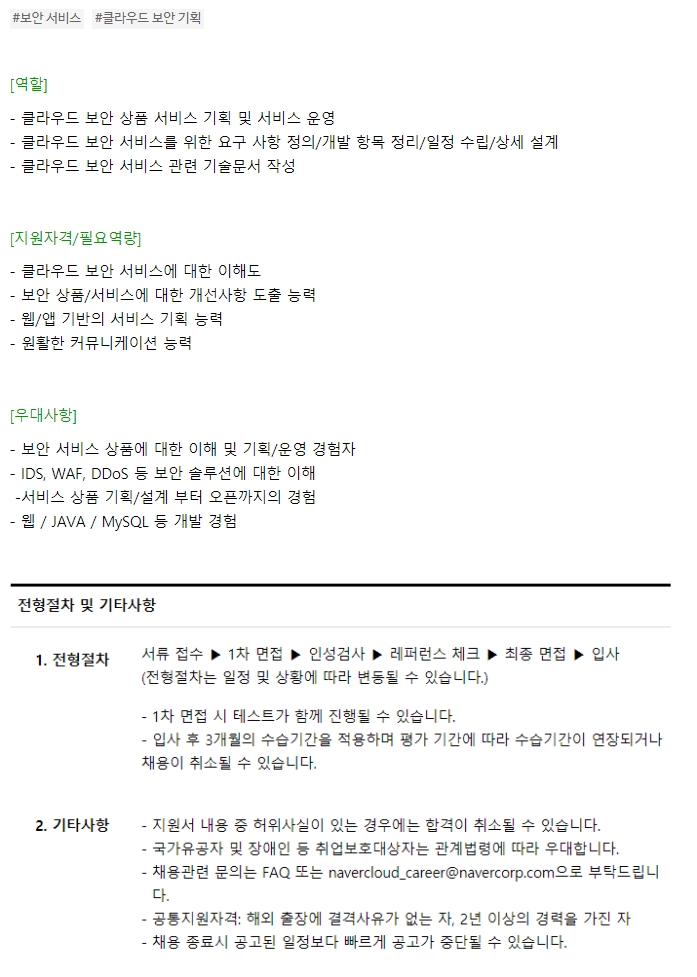 #보안 서비스 #클라우드 보안 기획
[역할]
- 클라우드 보안 상품 서비스 기획 및 서비스 운영
- 클라우드 보안 서비스를 위한 요구 사항 정의/개발 항목 정리/일정 수립/상세 설계
- 클라우드 보안 서비스 관련 기술문서 작성
[지원자격/필요역량]
- 클라우드 보안 서비스에 대한 이해도
- 보안 상품/서비스에 대한 개선사항 도출 능력
- 웹/앱 기반의 서비스 기획 능력
- 원활한 커뮤니케이션 능력
[우대사항]
- 보안 서비스 상품에 대한 이해 및 기획/운영 경험자
- IDS, WAF, DDoS 등 보안 솔루션에 대한 이해
-서비스 상품 기획/설계 부터 오픈까지의 경험
- 웹 / JAVA / MySQL 등 개발 경험
전형절차 및 기타사항
1. 전형절차
서류 접수 ▶ 1차 면접 ▶ 인성검사 ▶ 레퍼런스 체크 ▶ 최종 면접 ▶ 입사
(전형절차는 일정 및 상황에 따라 변동될 수 있습니다.)
- 1차 면접 시 테스트가 함께 진행될 수 있습니다.
- 입사 후 3개월의 수습기간을 적용하며 평가 기간에 따라 수습기간이 연장되거나
채용이 취소될 수 있습니다.
2. 기타사항
- 지원서 내용 중 허위사실이 있는 경우에는 합격이 취소될 수 있습니다.
- 국가유공자 및 장애인 등 취업보호대상자는 관계법령에 따라 우대합니다.
- 채용관련 문의는 FAQ 또는 navercloud_career@navercorp.com으로 부탁드립니
다.
- 공통지원자격: 해외 출장에 결격사유가 없는 자, 2년 이상의 경력을 가진 자
- 채용 종료시 공고된 일정보다 빠르게 공고가 중단될 수 있습니다.